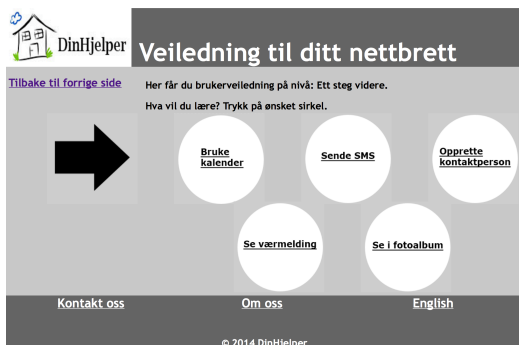 DinHjelper
Veiledning til ditt nettbrett
Tilbake til forrige side
Her får du brukerveiledning på nivå: Ett steg videre.
Hva vil du lære? Trykk på ønsket sirkel.
Bruke
kalender
Sende SMS
Opprette
kontaktperson
Se værmelding
Se i fotoalbum
Kontakt oss
Om oss
English
© 2014 DinHjelper